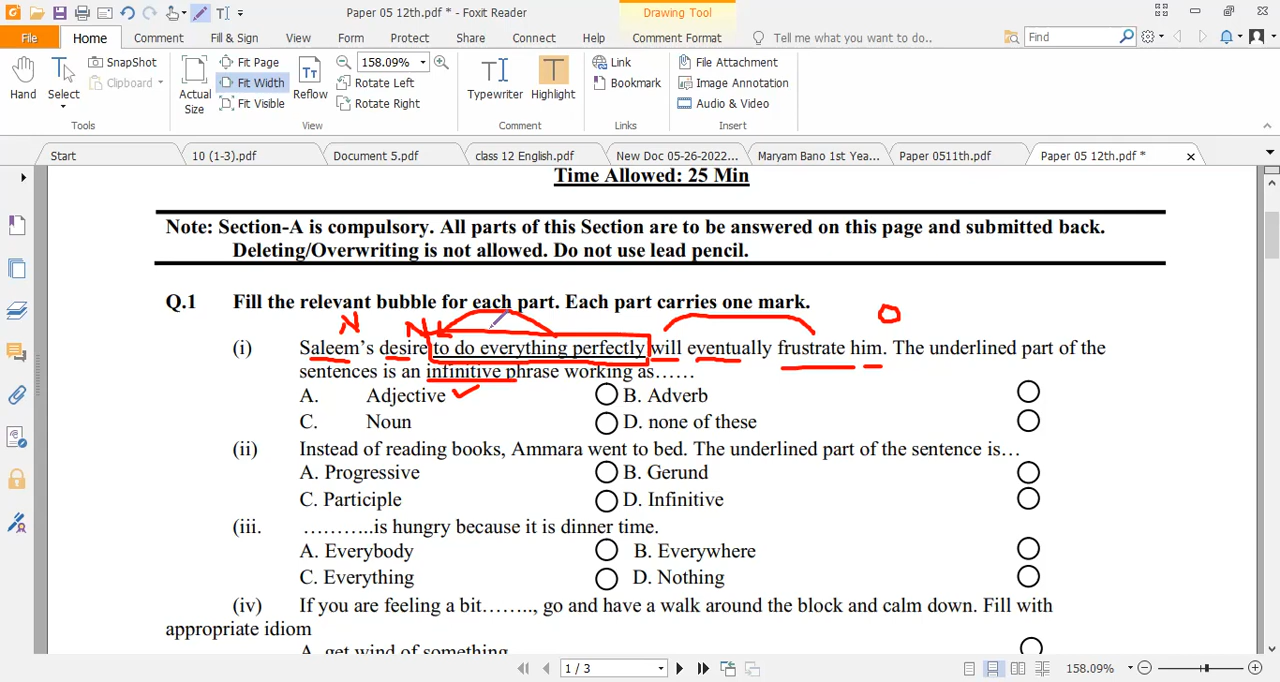 Paper 05 12th.pdf * - Foxit Reader
Drawing Tool
File Home Comment Fill & Sign View Form Protect Share Connect Help Comment Format Tell me what you want to do.. Find
Hand Select SnapShot Clipboard
Actual Size Fit Page Fit Width Fit Visible Reflow 158.09% Rotate Left Rotate Right
Typewriter Highlight
Link Bookmark
File Attachment Image Annotation Audio & Video
Tools View Comment Links Insert
Start 10 (1-3).pdf Document 5.pdf class 12 English.pdf New Doc 05-26-2022... Maryam Bano 1st Yea... Paper 0511th.pdf Paper 05 12th.pdf *
Time Allowed: 25 Min
Note: Section-A is compulsory. All parts of this Section are to be answered on this page and submitted back.
Deleting/Overwriting is not allowed. Do not use lead pencil.
Q.1 Fill the relevant bubble for each part. Each part carries one mark.
N N O
(i) Saleem's desire to do everything perfectly will eventually frustrate him. The underlined part of the
sentences is an infinitive phrase working as……
A. Adjective B. Adverb
C. Noun D. none of these
(ii) Instead of reading books, Ammara went to bed. The underlined part of the sentence is…
A. Progressive B. Gerund
C. Participle D. Infinitive
(iii. ………..is hungry because it is dinner time.
A. Everybody B. Everywhere
C. Everything D. Nothing
(iv) If you are feeling a bit…….., go and have a walk around the block and calm down. Fill with
appropriate idiom
A. get wind of something
1 / 3 158.09%